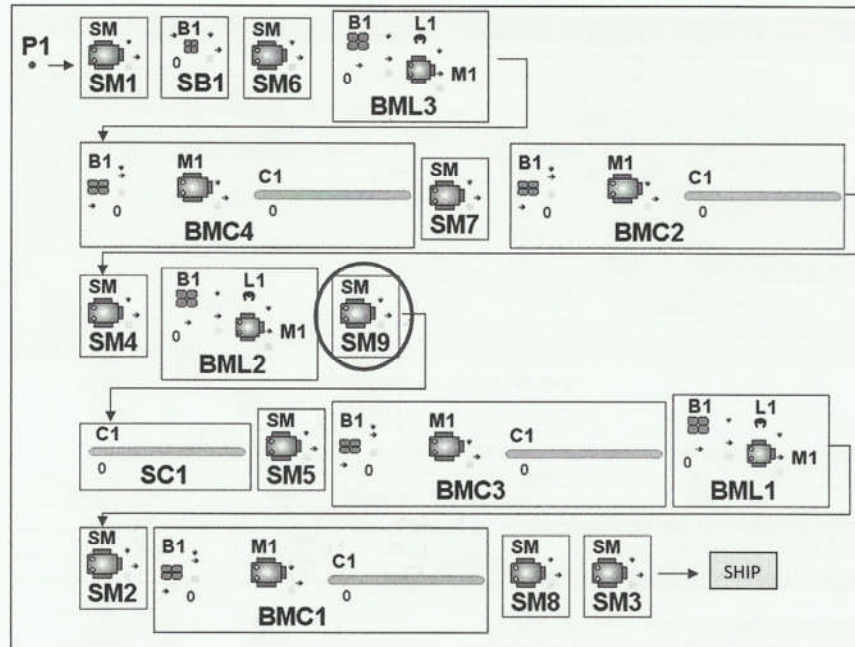 P1
SM
SM1
B1
0
SB1
SM
SM6
B1
L1
0
M1
BML3
B1
0
M1
C1
0
BMC4
SM
SM7
B1
0
M1
C1
0
BMC2
SM
SM4
B1
L1
0
M1
BML2
SM
SM9
C1
0
SC1
SM
SM5
B1
0
M1
C1
0
BMC3
B1
L1
0
M1
BML1
SM
SM2
B1
0
M1
C1
0
BMC1
SM
SM8
SM
SM3
SHIP